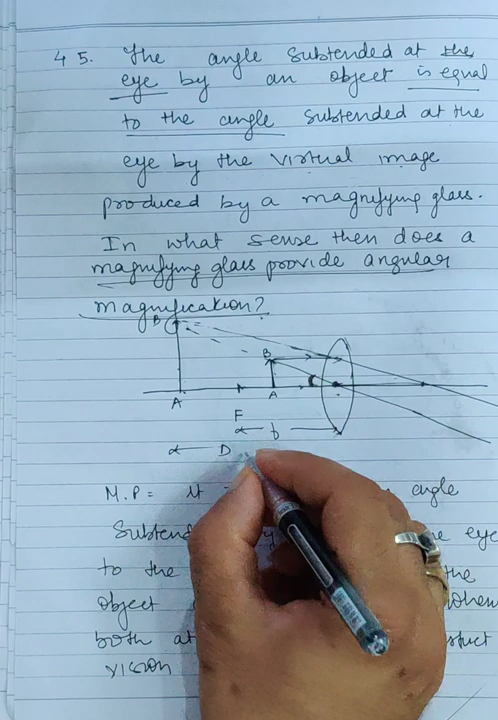 45. The angle subtended at the
eye by an object is equal
to the angle subtended at the
eye by the virtual image
produced by a magnifying glass.
In what sense then does a
magnifying glass provide angular
magnification?
B'
B
A'
A
F
f
D
M.P = It angle
Subtend eye
to the the
object when
both at
vision